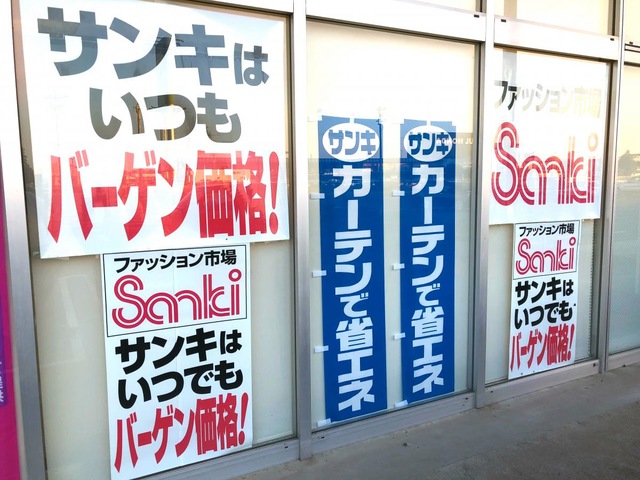 サンキは
いつも
バーゲン価格!
ファッション市場
Sanki
サンキは
いつでも
バーゲン価格!
サンキ
カーテンで省エネ
サンキ
カーテンで省エネ
ファッション市場
Sanki
ファッション市場
Sanki
サンキは
いつでも
バーゲン価格!